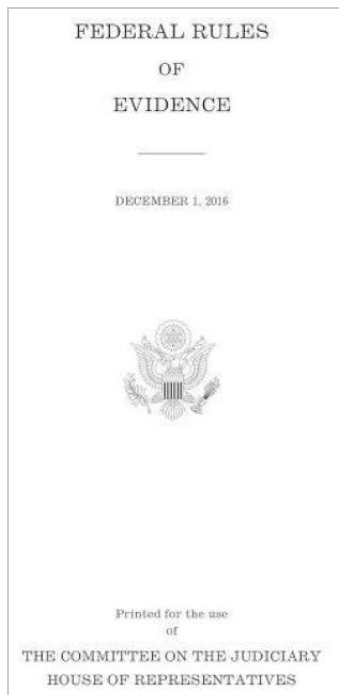 FEDERAL RULES
OF
EVIDENCE
DECEMBER 1, 2016
Printed for the use
of
THE COMMITTEE ON THE JUDICIARY
HOUSE OF REPRESENTATIVES